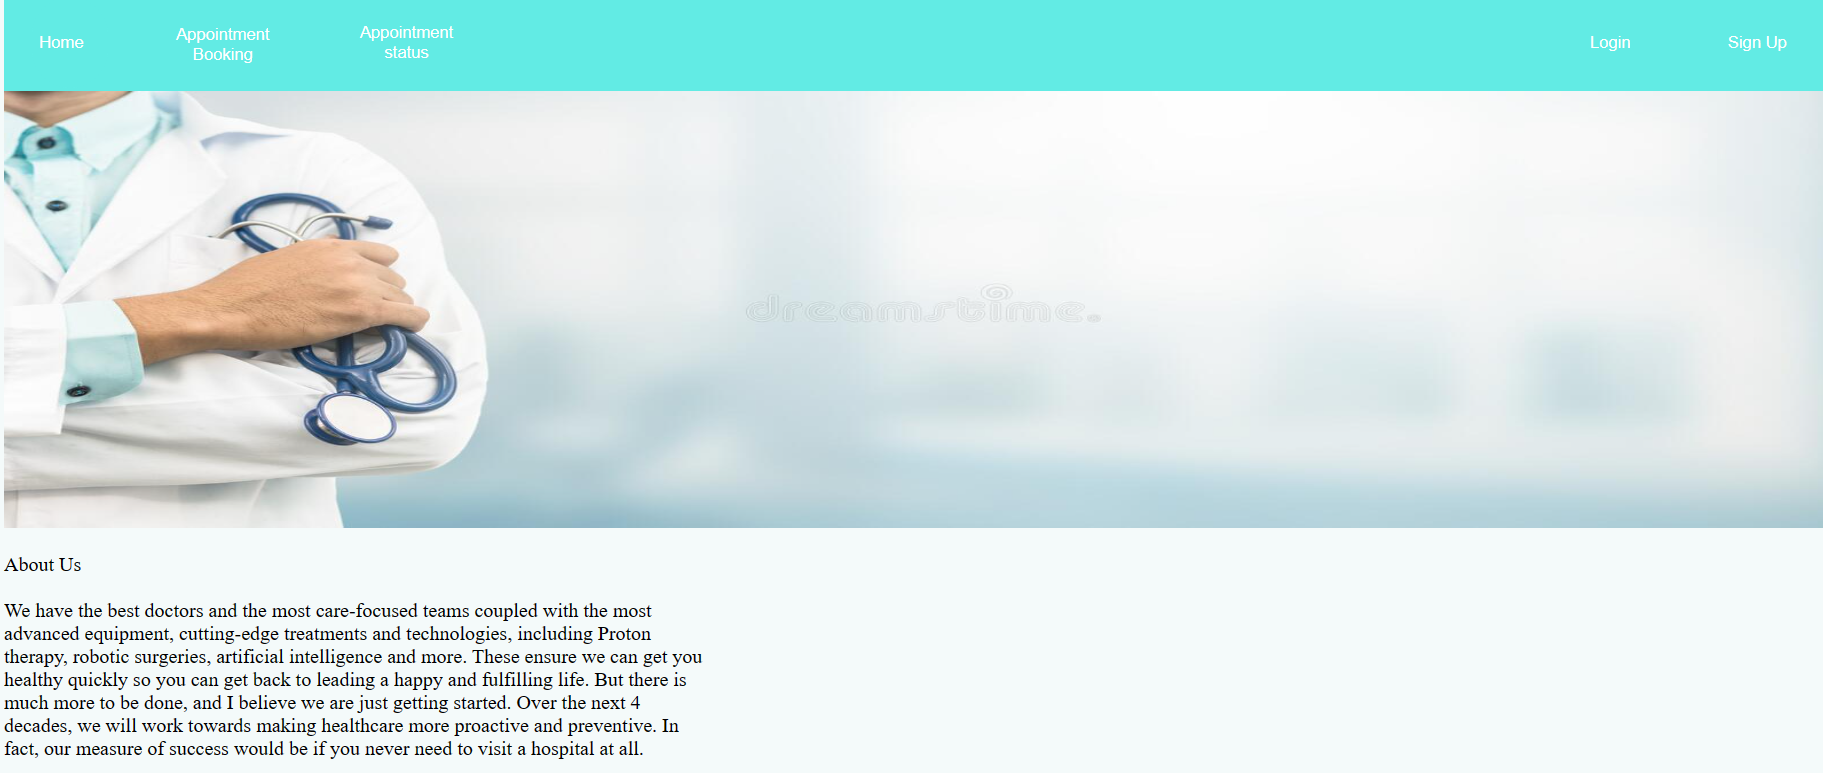 Home
Appointment
Booking
Appointment
status
Login
Sign Up
dreamstime.
About Us
We have the best doctors and the most care-focused teams coupled with the most
advanced equipment, cutting-edge treatments and technologies, including Proton
therapy, robotic surgeries, artificial intelligence and more. These ensure we can get you
healthy quickly so you can get back to leading a happy and fulfilling life. But there is
much more to be done, and I believe we are just getting started. Over the next 4
decades, we will work towards making healthcare more proactive and preventive. In
fact, our measure of success would be if you never need to visit a hospital at all.